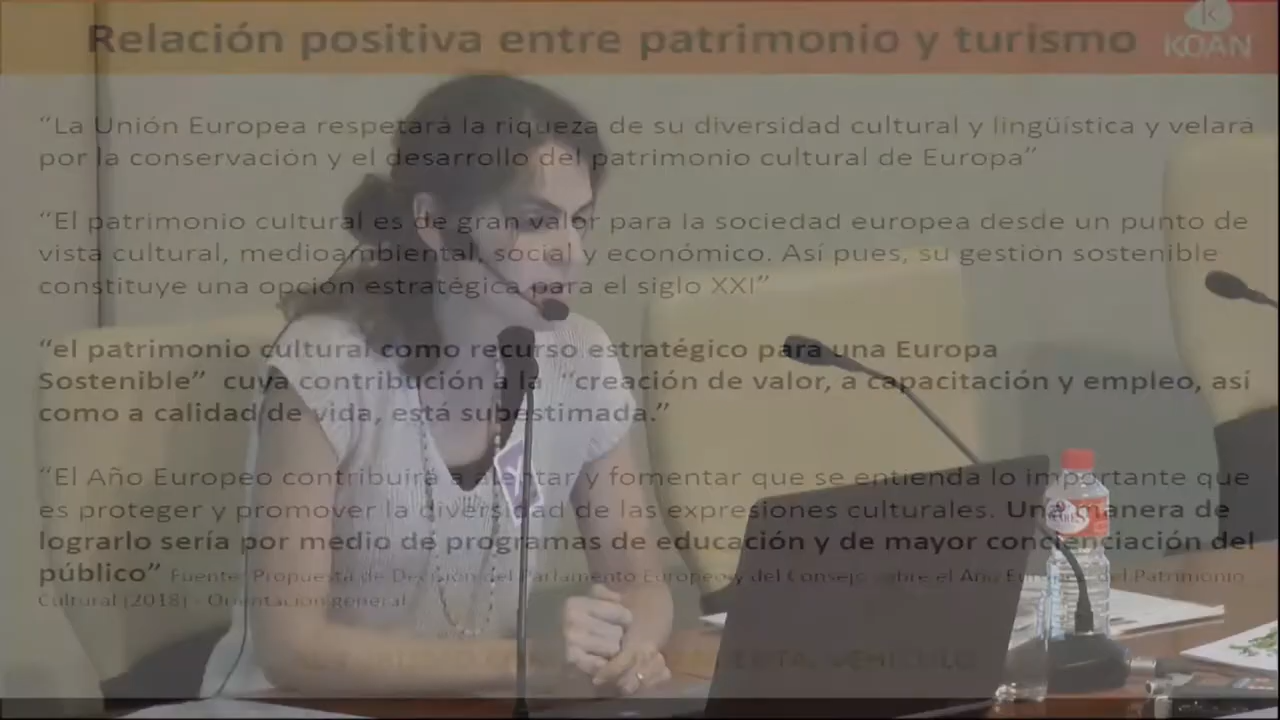 Relación positiva entre patrimonio y turismo
KOAN
“La Unión Europea respetará la riqueza de su diversidad cultural y lingüística y velará
por la conservación y el desarrollo del patrimonio cultural de Europa”
“El patrimonio cultural es de gran valor para la sociedad europea desde un punto de
vista cultural, medioambiental, social y económico. Así pues, su gestión sostenible
constituye una opción estratégica para el siglo XXI”
“el patrimonio cultural como recurso estratégico para una Europa
Sostenible” cuya contribución a la “creación de valor, a capacitación y empleo, así
como a calidad de vida, está subestimada.”
“El Año Europeo contribuirá a alentar y fomentar que se entienda lo importante que
es proteger y promover la diversidad de las expresiones culturales. Una manera de
lograrlo sería por medio de programas de educación y de mayor concienciación del
público” Fuente: Propuesta de Decisión del Parlamento Europeo y del Consejo sobre el Año Europeo del Patrimonio
Cultural (2018) - Orientación general
VEHÍCULO